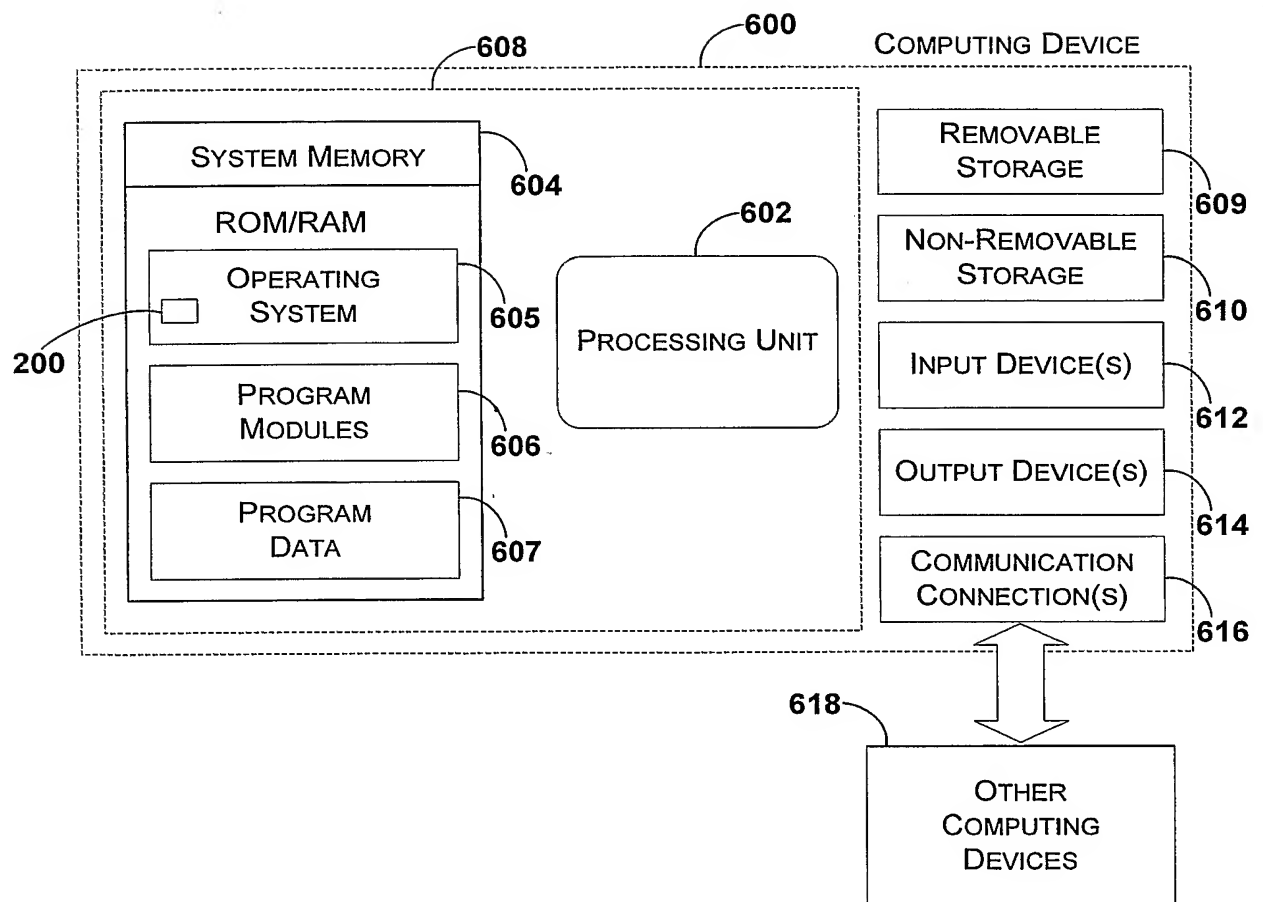 600
COMPUTING DEVICE
608
SYSTEM MEMORY
604
ROM/RAM
OPERATING
SYSTEM
605
200
PROGRAM
MODULES
606
PROGRAM
DATA
607
602
PROCESSING UNIT
REMOVABLE
STORAGE
609
NON-REMOVABLE
STORAGE
610
INPUT DEVICE(S)
612
OUTPUT DEVICE(S)
614
COMMUNICATION
CONNECTION(S)
616
618
OTHER
COMPUTING
DEVICES